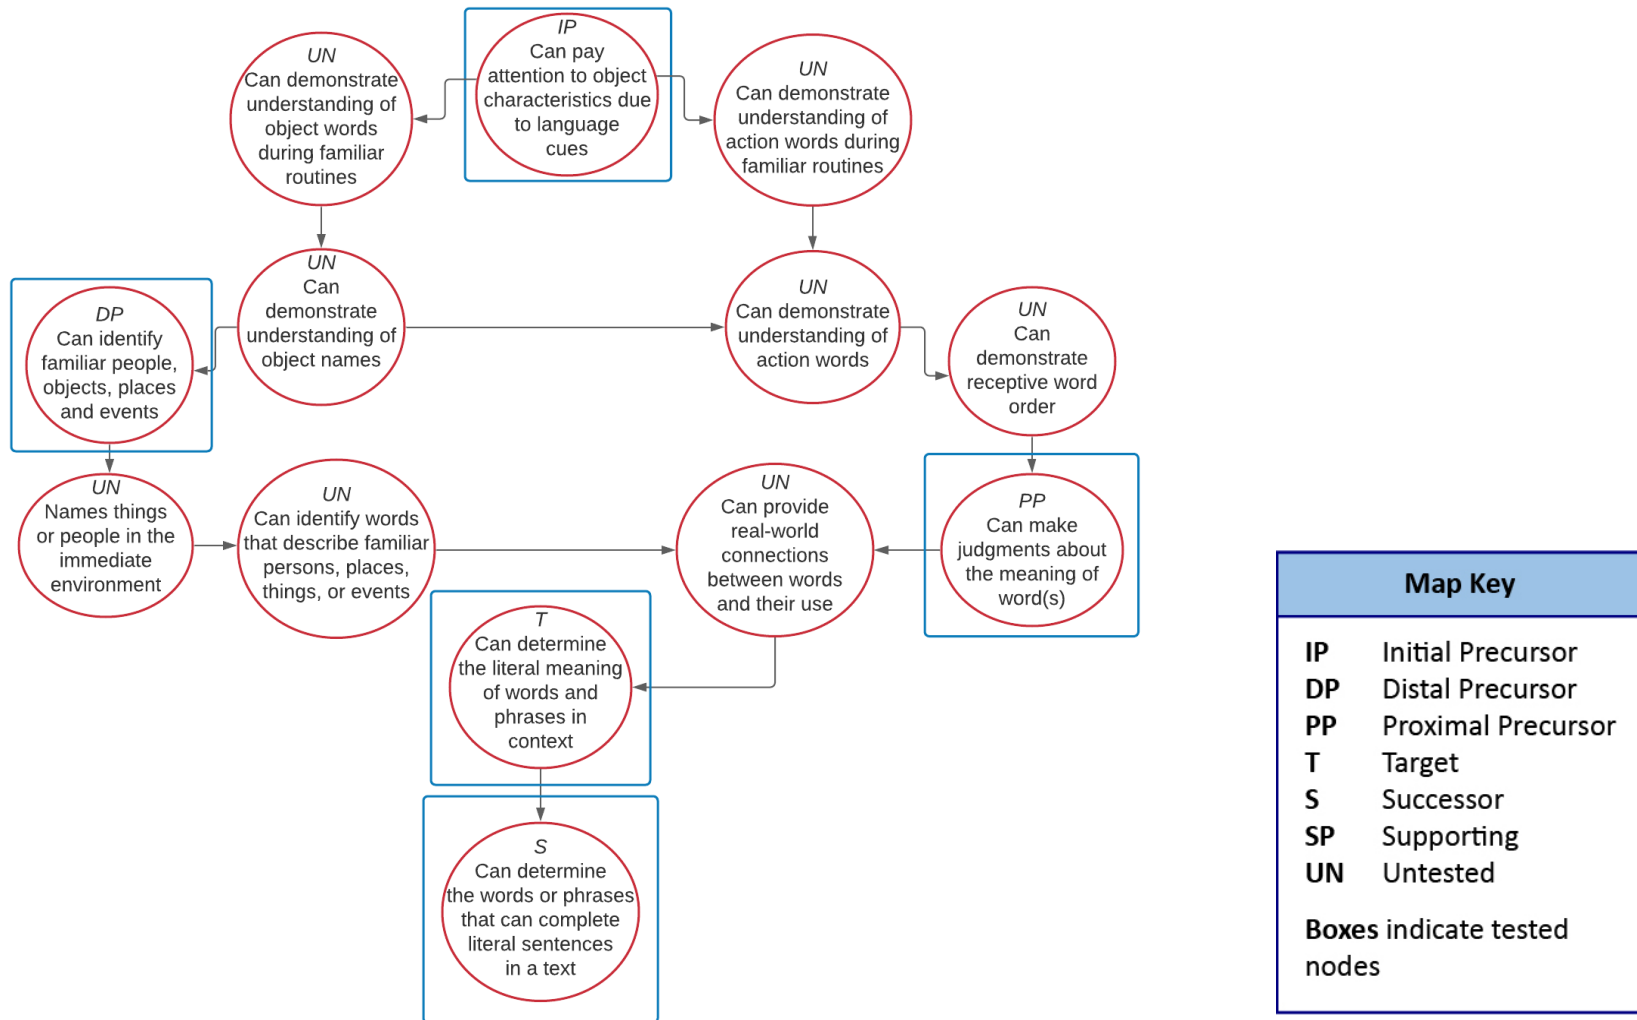 IP
Can pay
attention to object
characteristics due
to language
cues
UN
Can demonstrate
understanding of
object words
during familiar
routines
UN
Can demonstrate
understanding of
action words during
familiar routines
UN
Can
demonstrate
understanding of
object names
UN
Can demonstrate
understanding of
action words
DP
Can identify
familiar people,
objects, places
and events
UN
Can
demonstrate
receptive word
order
UN
Names things
or people in the
immediate
environment
UN
Can identify words
that describe familiar
persons, places,
things, or events
UN
Can provide
real-world
connections
between words
and their use
PP
Can make
judgments about
the meaning of
word(s)
T
Can determine
the literal meaning
of words and
phrases in
context
S
Can determine
the words or phrases
that can complete
literal sentences
in a text
Map Key
IP Initial Precursor
DP Distal Precursor
PP Proximal Precursor
T Target
S Successor
SP Supporting
UN Untested
Boxes indicate tested
nodes